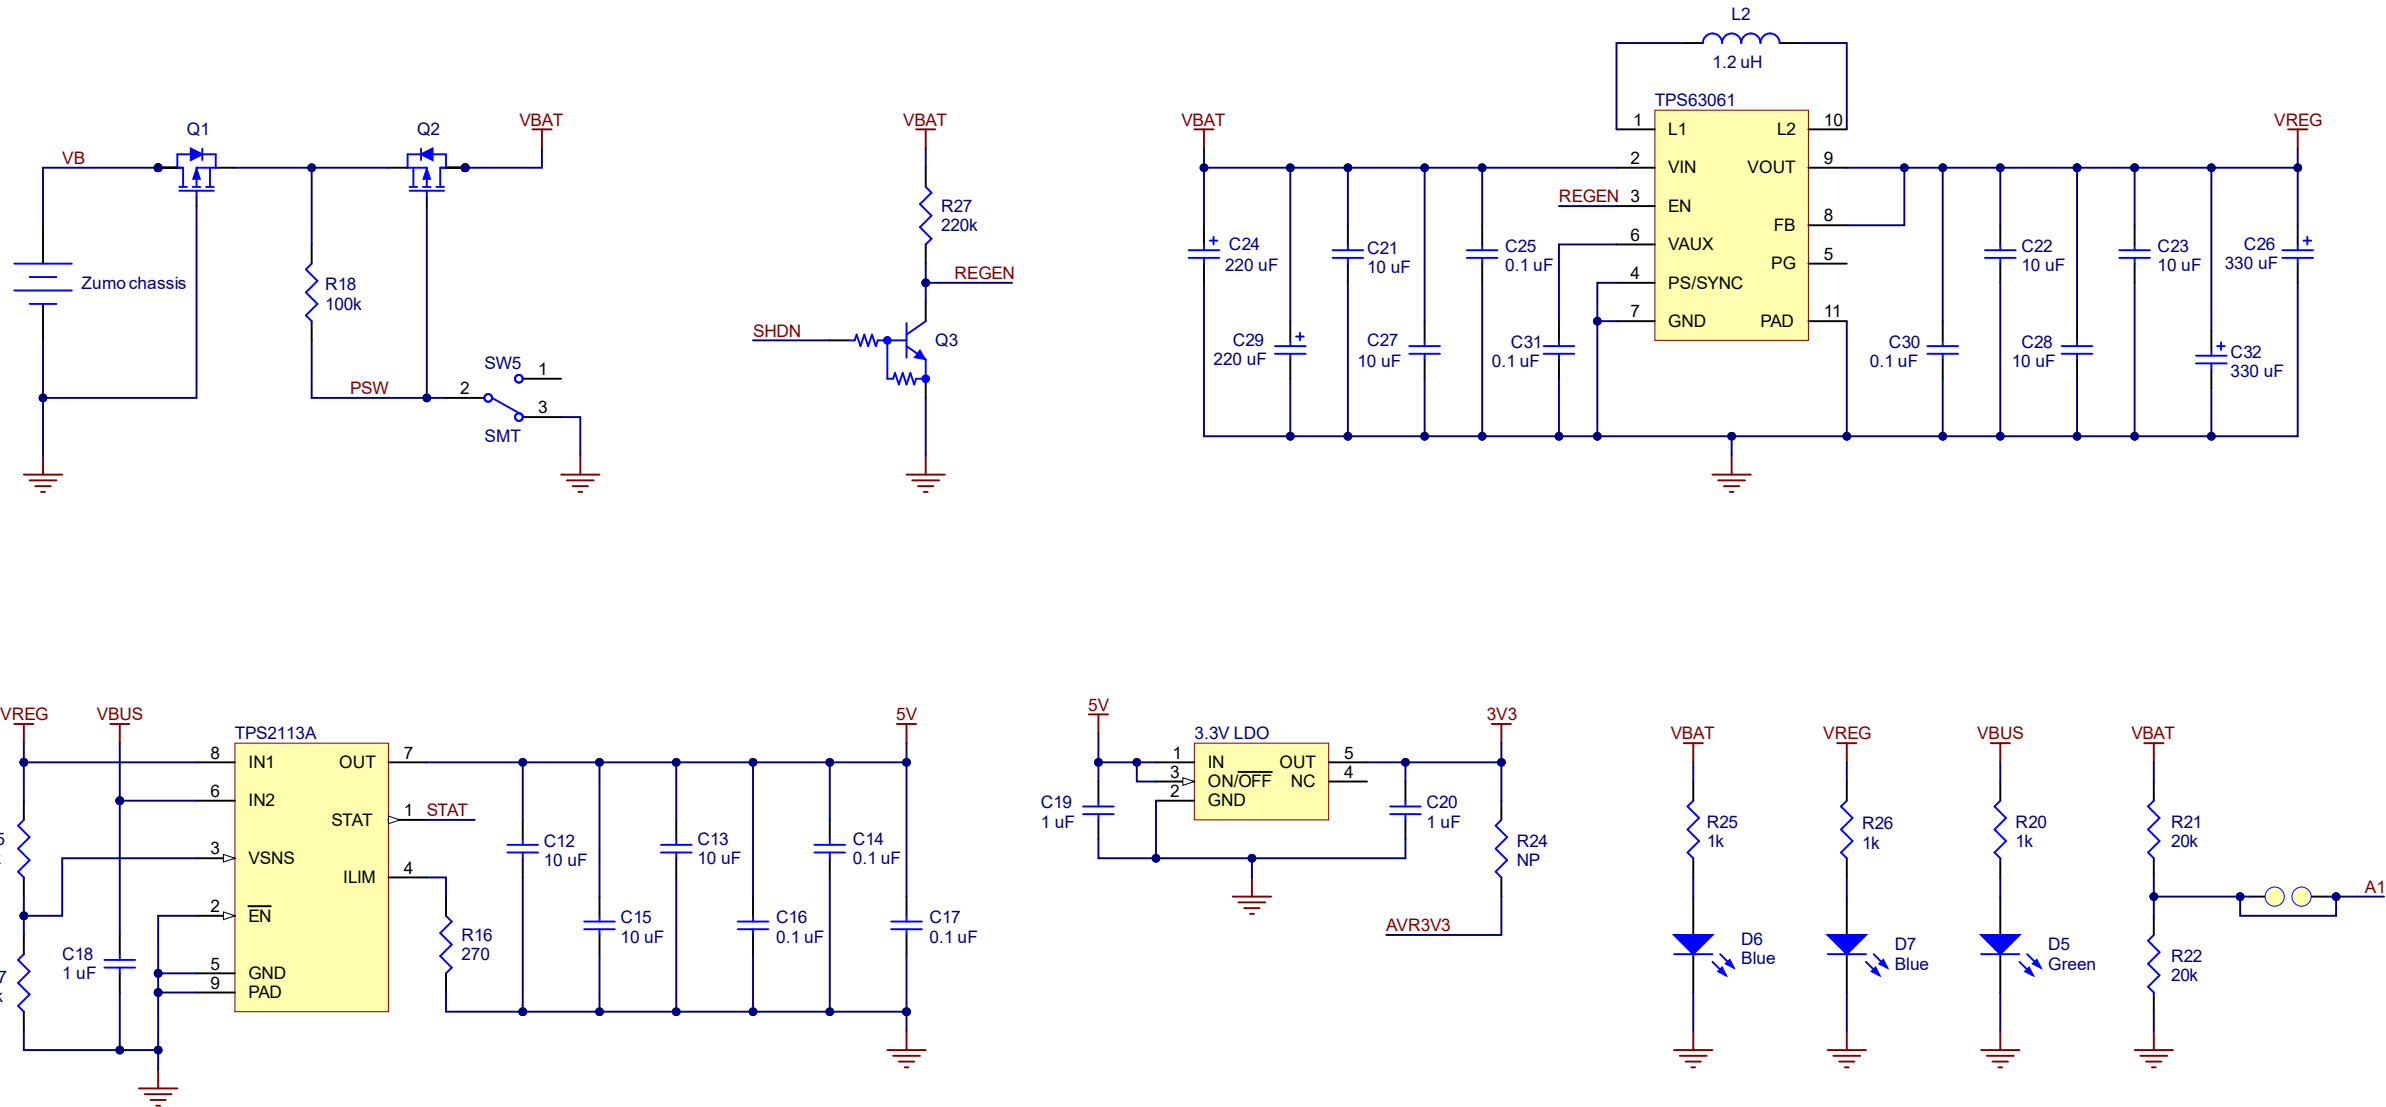 VB
Q1
Q2
VBAT
Zumo chassis
R18
100k
PSW
SW5
1
2
3
SMT
VBAT
R27
220k
REGEN
SHDN
Q3
L2
1.2 uH
TPS63061
VBAT
VREG
1 L1
L2 10
2 VIN
VOUT 9
REGEN 3 EN
FB 8
6 VAUX
PG 5
4 PS/SYNC
7 GND
PAD 11
C24
220 uF
C29
220 uF
C21
10 uF
C27
10 uF
C25
0.1 uF
C31
0.1 uF
C30
0.1 uF
C22
10 uF
C28
10 uF
C23
10 uF
C32
330 uF
C26
330 uF
VREG
VBUS
TPS2113A
8 IN1
OUT 7
6 IN2
STAT 1 STAT
3 VSNS
ILIM 4
2 EN
5 GND
9 PAD
C18
1 uF
R16
270
C12
10 uF
C15
10 uF
C13
10 uF
C16
0.1 uF
C14
0.1 uF
C17
0.1 uF
5V
5V
3.3V LDO
3V3
1 IN
OUT 5
3 ON/OFF
NC 4
2 GND
C19
1 uF
C20
1 uF
R24
NP
AVR3V3
VBAT
R25
1k
D6
Blue
VREG
R26
1k
D7
Blue
VBUS
R20
1k
D5
Green
VBAT
R21
20k
R22
20k
A1